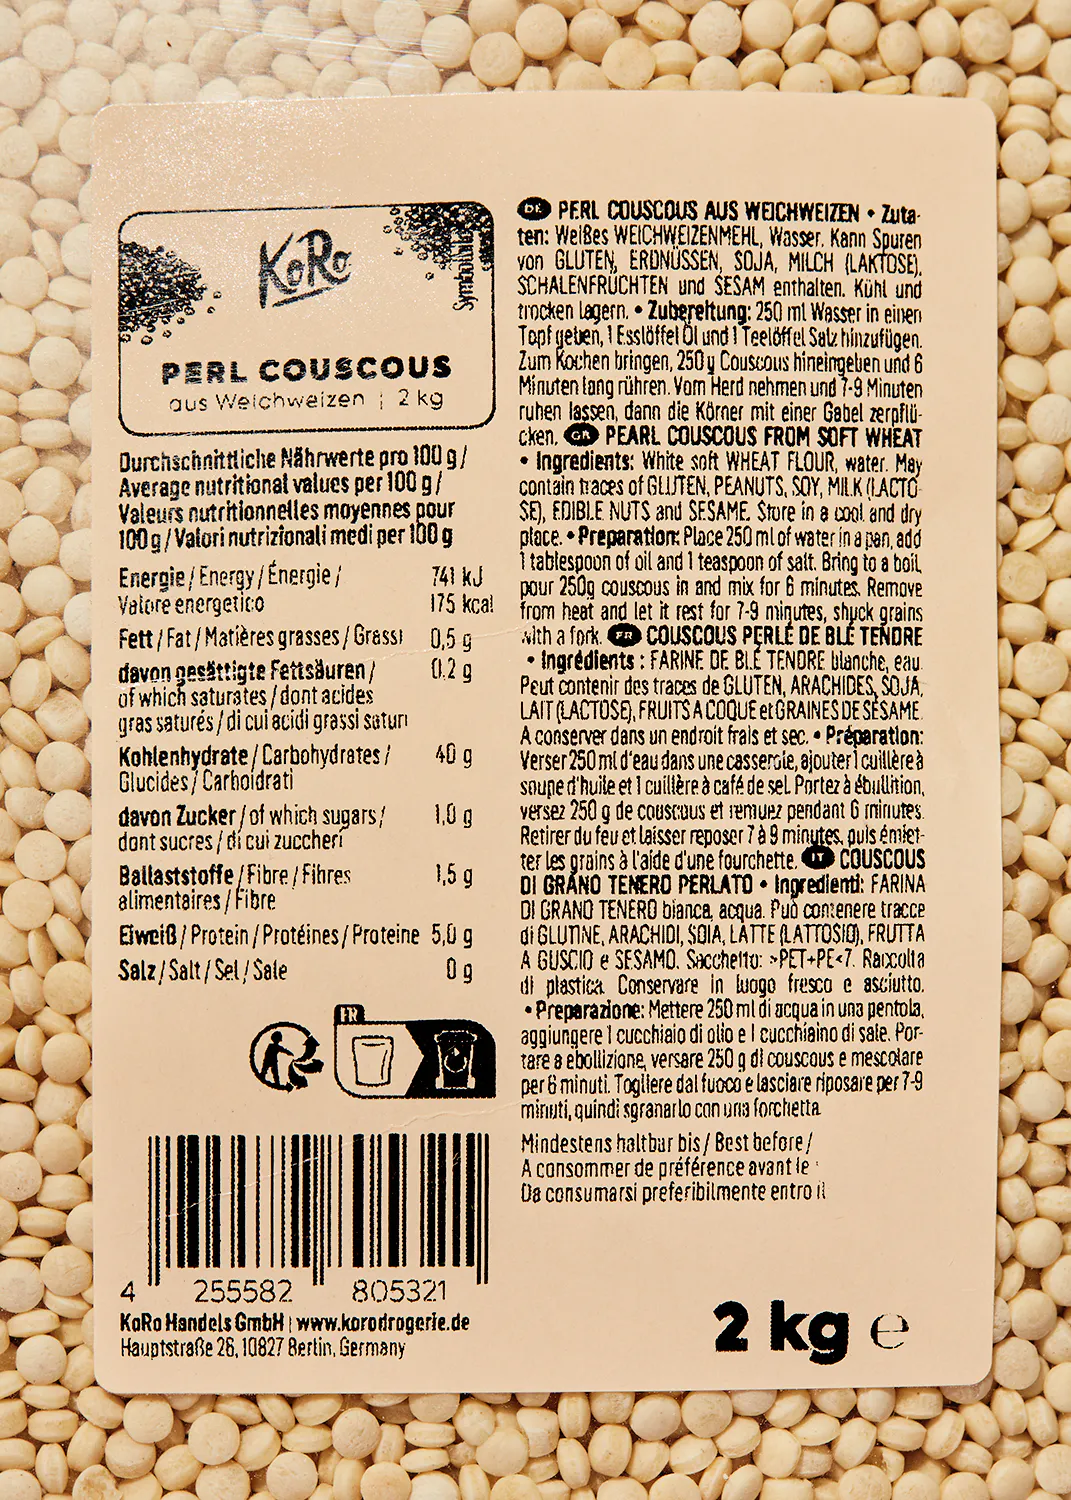 KoRo
Symbolbild
PERL COUSCOUS
aus Weichweizen | 2 kg
Durchschnittliche Nährwerte pro 100 g /
Average nutritional values per 100 g /
Valeurs nutritionnelles moyennes pour
100 g / Valori nutrizionali medi per 100 g
Energie / Energy / Énergie / 741 kJ
Valore energetico 175 kcal
Fett / Fat / Matières grasses / Grassi 0,5 g
davon gesättigte Fettsäuren / 0,2 g
of which saturates / dont acides
gras saturés / di cui acidi grassi saturi
Kohlenhydrate / Carbohydrates / 40 g
Glucides / Carboidrati
davon Zucker / of which sugars / 1,0 g
dont sucres / di cui zuccheri
Ballaststoffe / Fibre / Fibres 1,5 g
alimentaires / Fibre
Eiweiß / Protein / Protéines / Proteine 5,0 g
Salz / Salt / Sel / Sale 0 g
FR
4 255582 805321
KoRo Handels GmbH | www.korodrogerie.de
Hauptstraße 26, 10827 Berlin, Germany
DE PERL COUSCOUS AUS WEICHWEIZEN • Zuta-
ten: Weißes WEICHWEIZENMEHL, Wasser. Kann Spuren
von GLUTEN, ERDNÜSSEN, SOJA, MILCH (LAKTOSE),
SCHALENFRÜCHTEN und SESAM enthalten. Kühl und
trocken lagern. • Zubereitung: 250 ml Wasser in einen
Topf geben, 1 Esslöffel Öl und 1 Teelöffel Salz hinzufügen.
Zum Kochen bringen, 250 g Couscous hineingeben und 6
Minuten lang rühren. Vom Herd nehmen und 7-9 Minuten
ruhen lassen, dann die Körner mit einer Gabel zerpflü-
cken. GB PEARL COUSCOUS FROM SOFT WHEAT
• Ingredients: White soft WHEAT FLOUR, water. May
contain traces of GLUTEN, PEANUTS, SOY, MILK (LACTO-
SE), EDIBLE NUTS and SESAME. Store in a cool and dry
place. • Preparation: Place 250 ml of water in a pan, add
1 tablespoon of oil and 1 teaspoon of salt. Bring to a boil,
pour 250g couscous in and mix for 6 minutes. Remove
from heat and let it rest for 7-9 minutes, shuck grains
with a fork. FR COUSCOUS PERLÉ DE BLÉ TENDRE
• Ingrédients : FARINE DE BLÉ TENDRE blanche, eau.
Peut contenir des traces de GLUTEN, ARACHIDES, SOJA,
LAIT (LACTOSE), FRUITS A COQUE et GRAINES DE SÉSAME.
A conserver dans un endroit frais et sec. • Préparation:
Verser 250 ml d'eau dans une casserole, ajouter 1 cuillère à
soupe d'huile et 1 cuillère à café de sel. Portez à ébullition,
versez 250 g de couscous et remuez pendant 6 minutes.
Retirer du feu et laisser reposer 7 à 9 minutes, puis émiet-
ter les grains à l'aide d'une fourchette. IT COUSCOUS
DI GRANO TENERO PERLATO • Ingredienti: FARINA
DI GRANO TENERO bianca, acqua. Può contenere tracce
di GLUTINE, ARACHIDI, SOIA, LATTE (LATTOSIO), FRUTTA
A GUSCIO e SESAMO. Sacchetto: >PET+PE<7. Raccolta
di plastica. Conservare in luogo fresco e asciutto.
• Preparazione: Mettere 250 ml di acqua in una pentola,
aggiungere 1 cucchiaio di olio e 1 cucchiaino di sale. Por-
tare a ebollizione, versare 250 g di couscous e mescolare
per 6 minuti. Togliere dal fuoco e lasciare riposare per 7-9
minuti, quindi sgranarlo con una forchetta.
Mindestens haltbar bis / Best before /
A consommer de préférence avant le :
Da consumarsi preferibilmente entro il
2 kg ℮